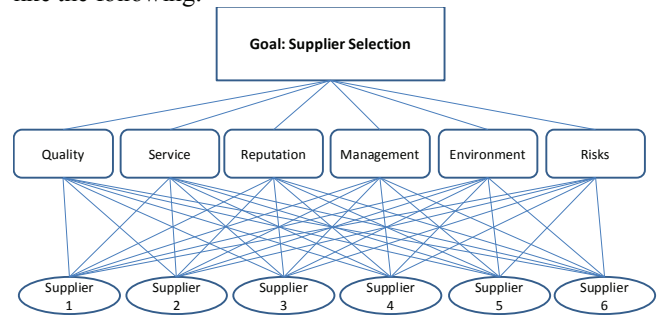 Goal: Supplier Selection
Quality
Service
Reputation
Management
Environment
Risks
Supplier
1
Supplier
2
Supplier
3
Supplier
4
Supplier
5
Supplier
6